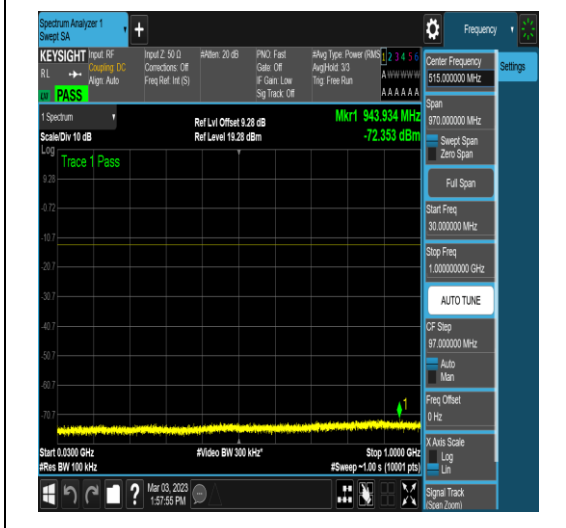 Spectrum Analyzer 1
Swept SA
+
Frequency
KEYSIGHT
RL
PASS
Input: RF
Coupling: DC
Align: Auto
Input Z: 50 Ω
Corrections: Off
Freq Ref: Int (S)
#Atten: 20 dB
PNO: Fast
Gate: Off
IF Gain: Low
Sig Track: Off
#Avg Type: Power (RMS
Avg|Hold: 3/3
Trig: Free Run
1 2 3 4 5 6
A W W W W W
A A A A A A
1 Spectrum
Scale/Div 10 dB
Log
Ref Lvl Offset 9.28 dB
Ref Level 19.28 dBm
Mkr1 943.934 MHz
-72.353 dBm
Trace 1 Pass
9.28
-0.72
-10.7
-20.7
-30.7
-40.7
-50.7
-60.7
-70.7
1
Start 0.0300 GHz
#Res BW 100 kHz
#Video BW 300 kHz*
Stop 1.0000 GHz
#Sweep ~1.00 s (10001 pts)
?
Mar 03, 2023
1:57:55 PM
Center Frequency
515.000000 MHz
Settings
Span
970.000000 MHz
Swept Span
Zero Span
Full Span
Start Freq
30.000000 MHz
Stop Freq
1.000000000 GHz
AUTO TUNE
CF Step
97.000000 MHz
Auto
Man
Freq Offset
0 Hz
X Axis Scale
Log
Lin
Signal Track
(Span Zoom)